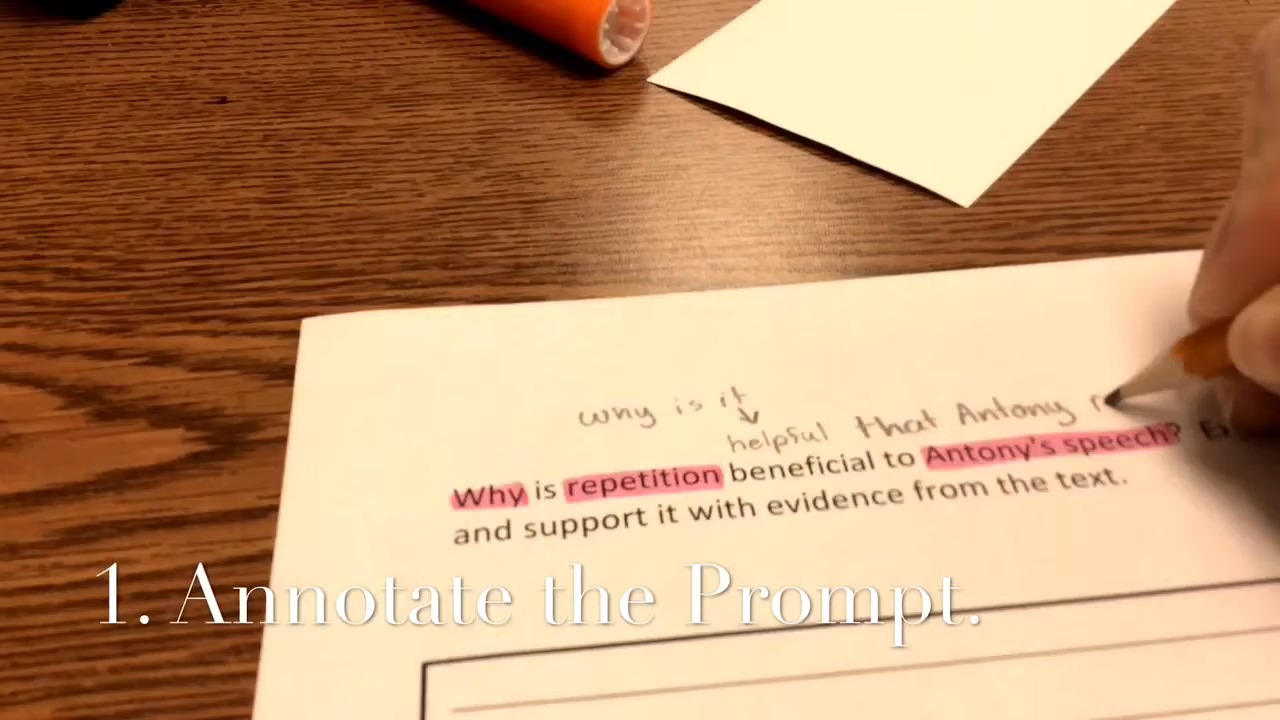 why is it
helpful that Antony
Why is repetition beneficial to Antony's speech?
and support it with evidence from the text.
1. Annotate the Prompt.